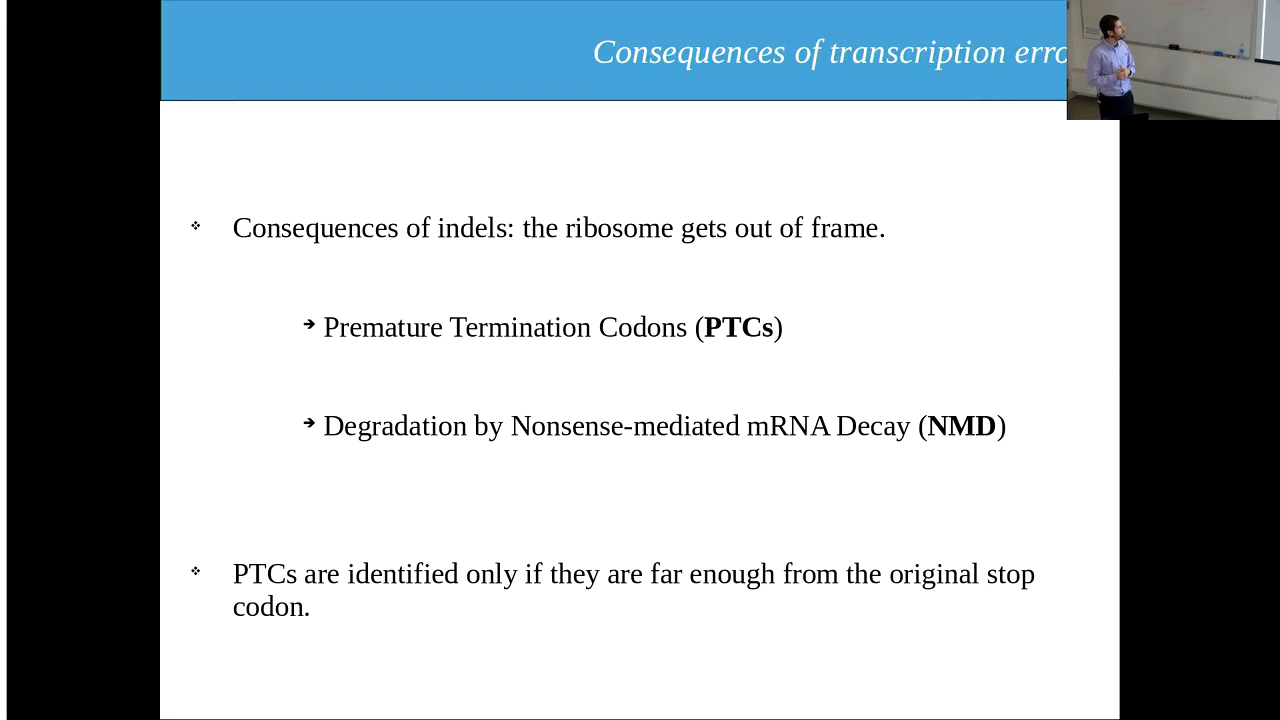 Consequences of transcription erro
❖ Consequences of indels: the ribosome gets out of frame.
➔ Premature Termination Codons (PTCs)
➔ Degradation by Nonsense-mediated mRNA Decay (NMD)
❖ PTCs are identified only if they are far enough from the original stop
codon.